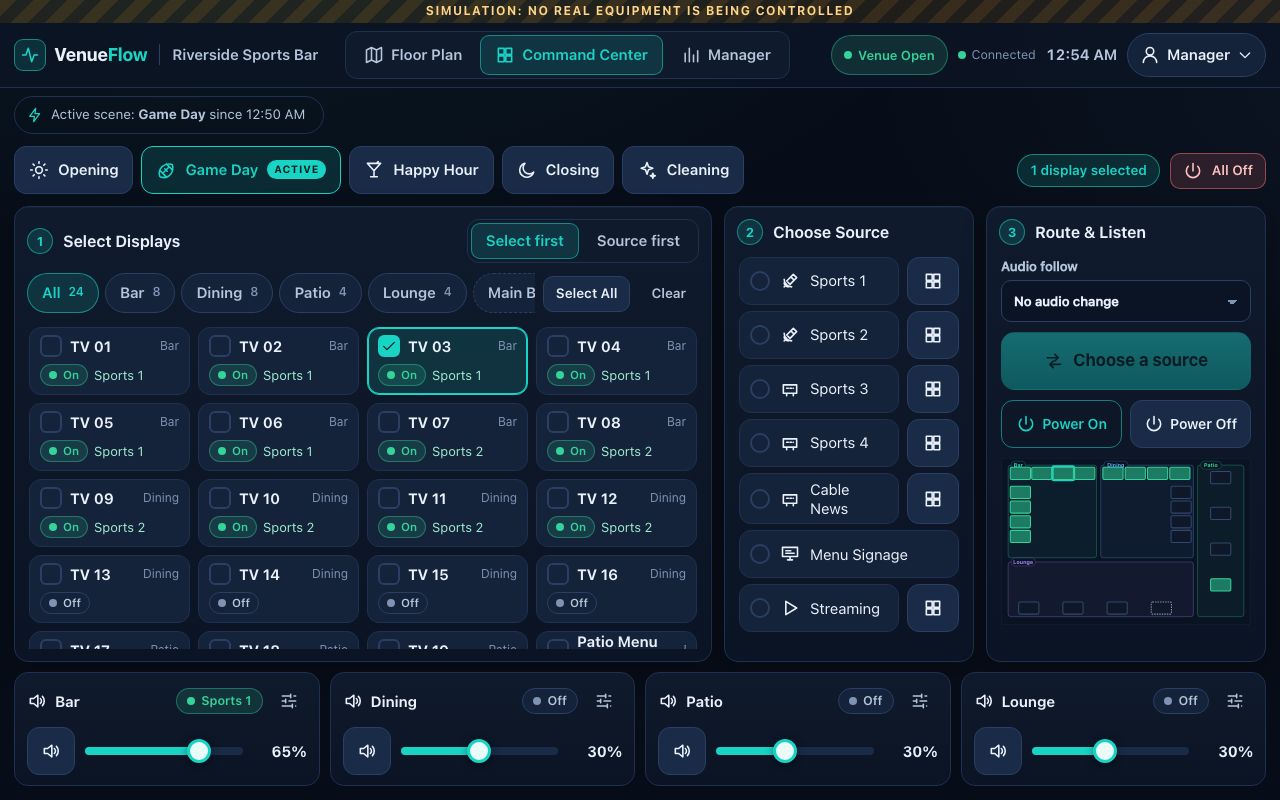 SIMULATION: NO REAL EQUIPMENT IS BEING CONTROLLED
VenueFlow
Riverside Sports Bar
Floor Plan
Command Center
Manager
Venue Open
Connected
12:54 AM
Manager
Active scene: Game Day since 12:50 AM
Opening
Game Day ACTIVE
Happy Hour
Closing
Cleaning
1 display selected
All Off
1 Select Displays
Select first
Source first
All 24
Bar 8
Dining 8
Patio 4
Lounge 4
Main B
Select All
Clear
TV 01 Bar
On Sports 1
TV 02 Bar
On Sports 1
TV 03 Bar
On Sports 1
TV 04 Bar
On Sports 1
TV 05 Bar
On Sports 1
TV 06 Bar
On Sports 1
TV 07 Bar
On Sports 2
TV 08 Bar
On Sports 2
TV 09 Dining
On Sports 2
TV 10 Dining
On Sports 2
TV 11 Dining
On Sports 2
TV 12 Dining
On Sports 2
TV 13 Dining
Off
TV 14 Dining
Off
TV 15 Dining
Off
TV 16 Dining
Off
TV 17 Patio
TV 18 Patio
TV 19 Patio
Patio Menu
2 Choose Source
Sports 1
Sports 2
Sports 3
Sports 4
Cable
News
Menu Signage
Streaming
3 Route & Listen
Audio follow
No audio change
Choose a source
Power On
Power Off
Bar
Dining
Patio
Lounge
Bar
Sports 1
65%
Dining
Off
30%
Patio
Off
30%
Lounge
Off
30%